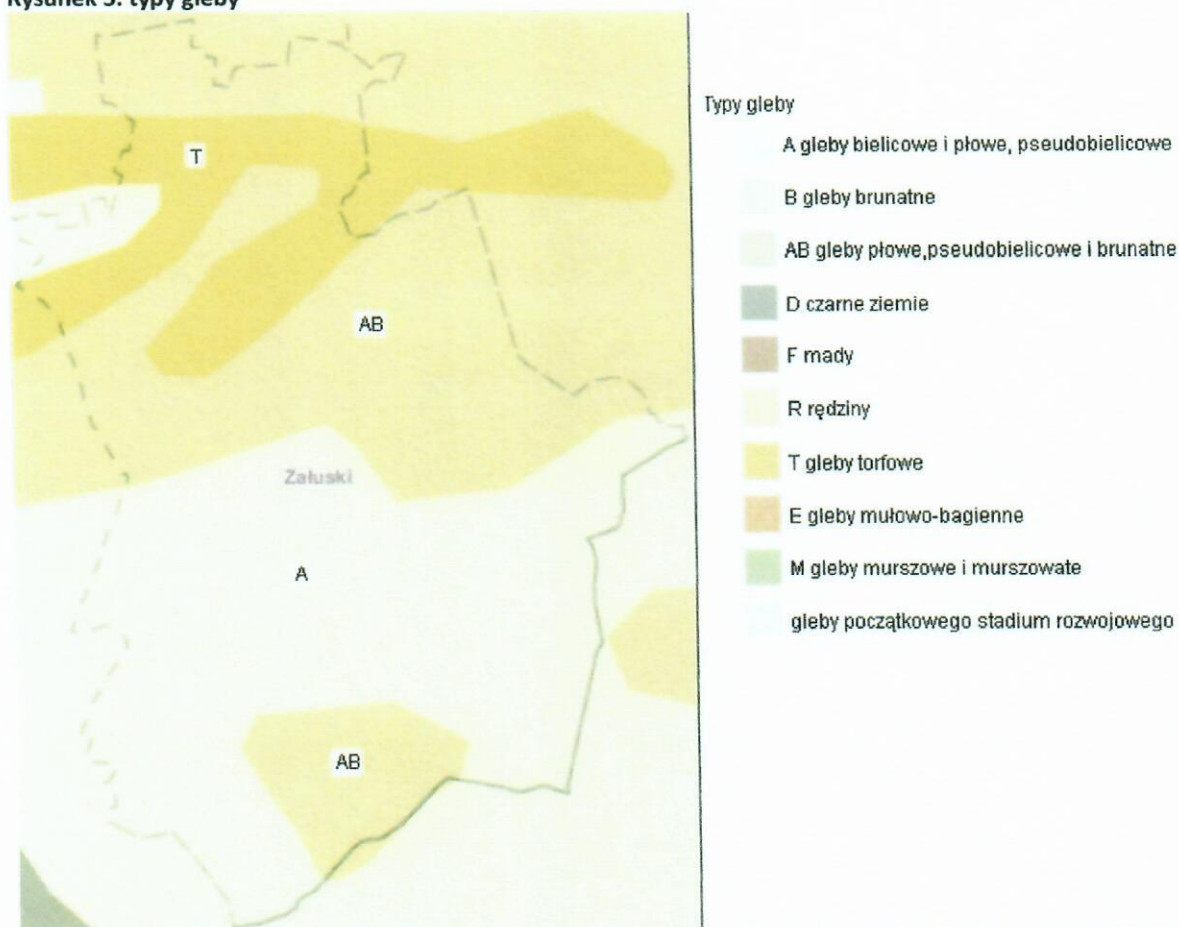 Rysunek 5. typy gleby
T
AB
Załuski
A
AB
Typy gleby
A gleby bielicowe i płowe, pseudobielicowe
B gleby brunatne
AB gleby płowe,pseudobielicowe i brunatne
D czarne ziemie
F mady
R rędziny
T gleby torfowe
E gleby mułowo-bagienne
M gleby murszowe i murszowate
gleby początkowego stadium rozwojowego